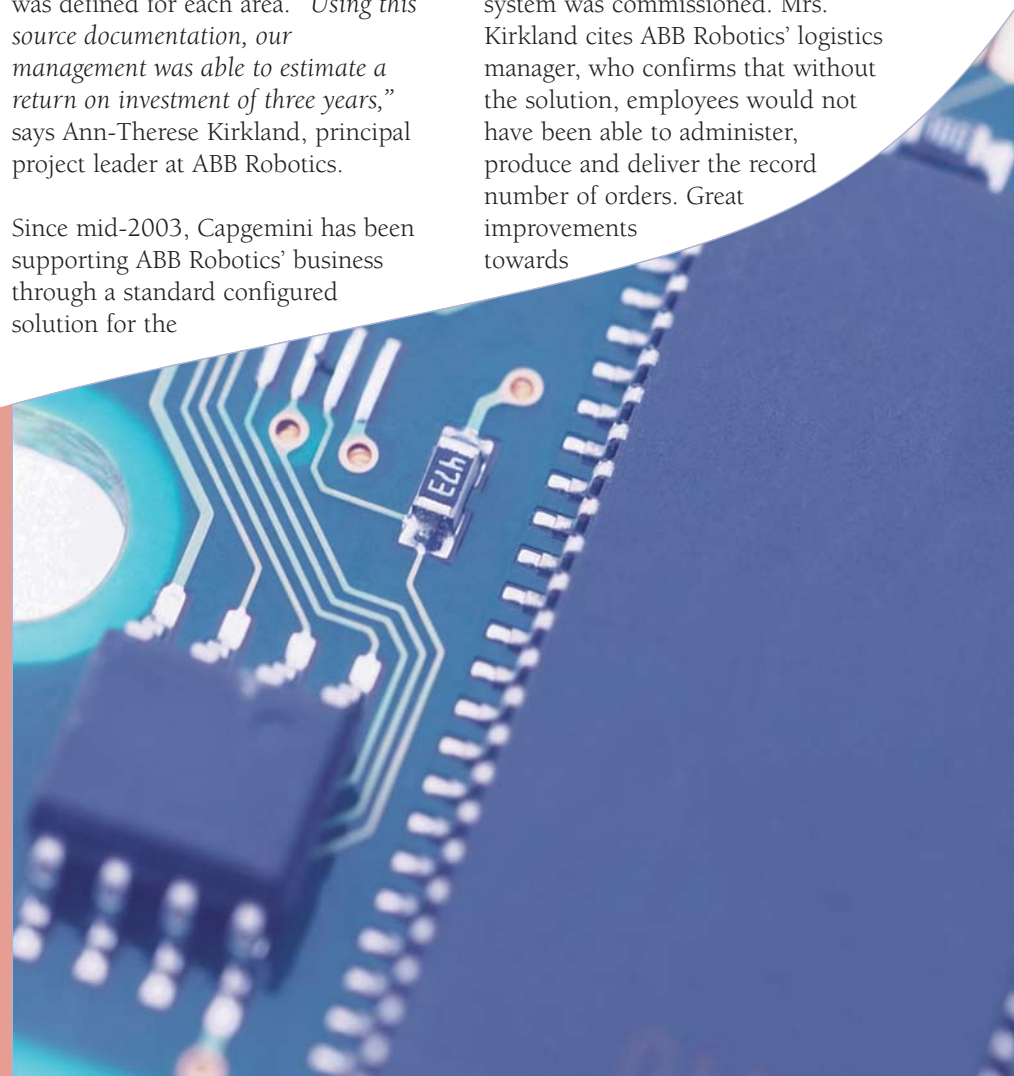 was defined for each area. "Using this
source documentation, our
management was able to estimate a
return on investment of three years,"
says Ann-Therese Kirkland, principal
project leader at ABB Robotics.
Since mid-2003, Capgemini has been
supporting ABB Robotics' business
through a standard configured
solution for the
system was commissioned. Mrs.
Kirkland cites ABB Robotics' logistics
manager, who confirms that without
the solution, employees would not
have been able to administer,
produce and deliver the record
number of orders. Great
improvements
towards
473